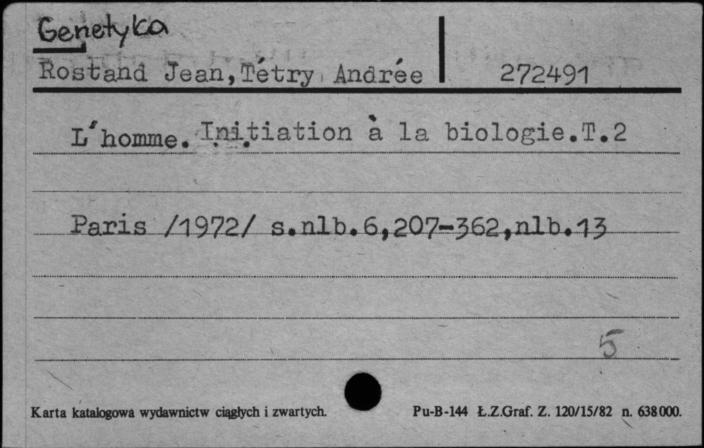 Genetyka
Rostand Jean,Tétry Andrée 272491
L'homme. Initiation à la biologie.T.2
Paris /1972/ s.nlb.6,207-362,nlb.13
5
Karta katalogowa wydawnictw ciągłych i zwartych. Pu-B-144 Ł.Z.Graf. Z. 120/15/82 n. 638000.